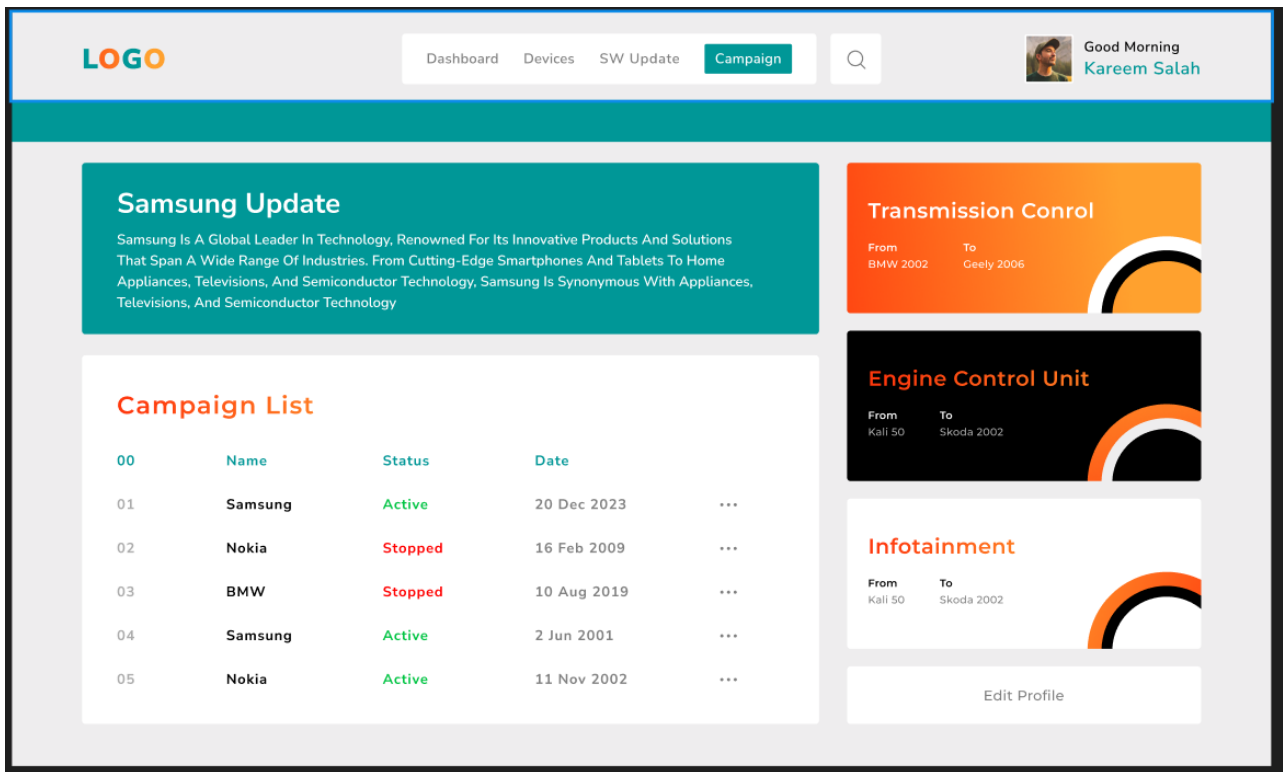 LOGO
Dashboard Devices SW Update Campaign
Good Morning
Kareem Salah
Samsung Update
Samsung Is A Global Leader In Technology, Renowned For Its Innovative Products And Solutions
That Span A Wide Range Of Industries. From Cutting-Edge Smartphones And Tablets To Home
Appliances, Televisions, And Semiconductor Technology, Samsung Is Synonymous With Appliances,
Televisions, And Semiconductor Technology
Campaign List
00 Name Status Date
01 Samsung Active 20 Dec 2023 •••
02 Nokia Stopped 16 Feb 2009 •••
03 BMW Stopped 10 Aug 2019 •••
04 Samsung Active 2 Jun 2001 •••
05 Nokia Active 11 Nov 2002 •••
Transmission Conrol
From To
BMW 2002 Geely 2006
Engine Control Unit
From To
Kali 50 Skoda 2002
Infotainment
From To
Kali 50 Skoda 2002
Edit Profile